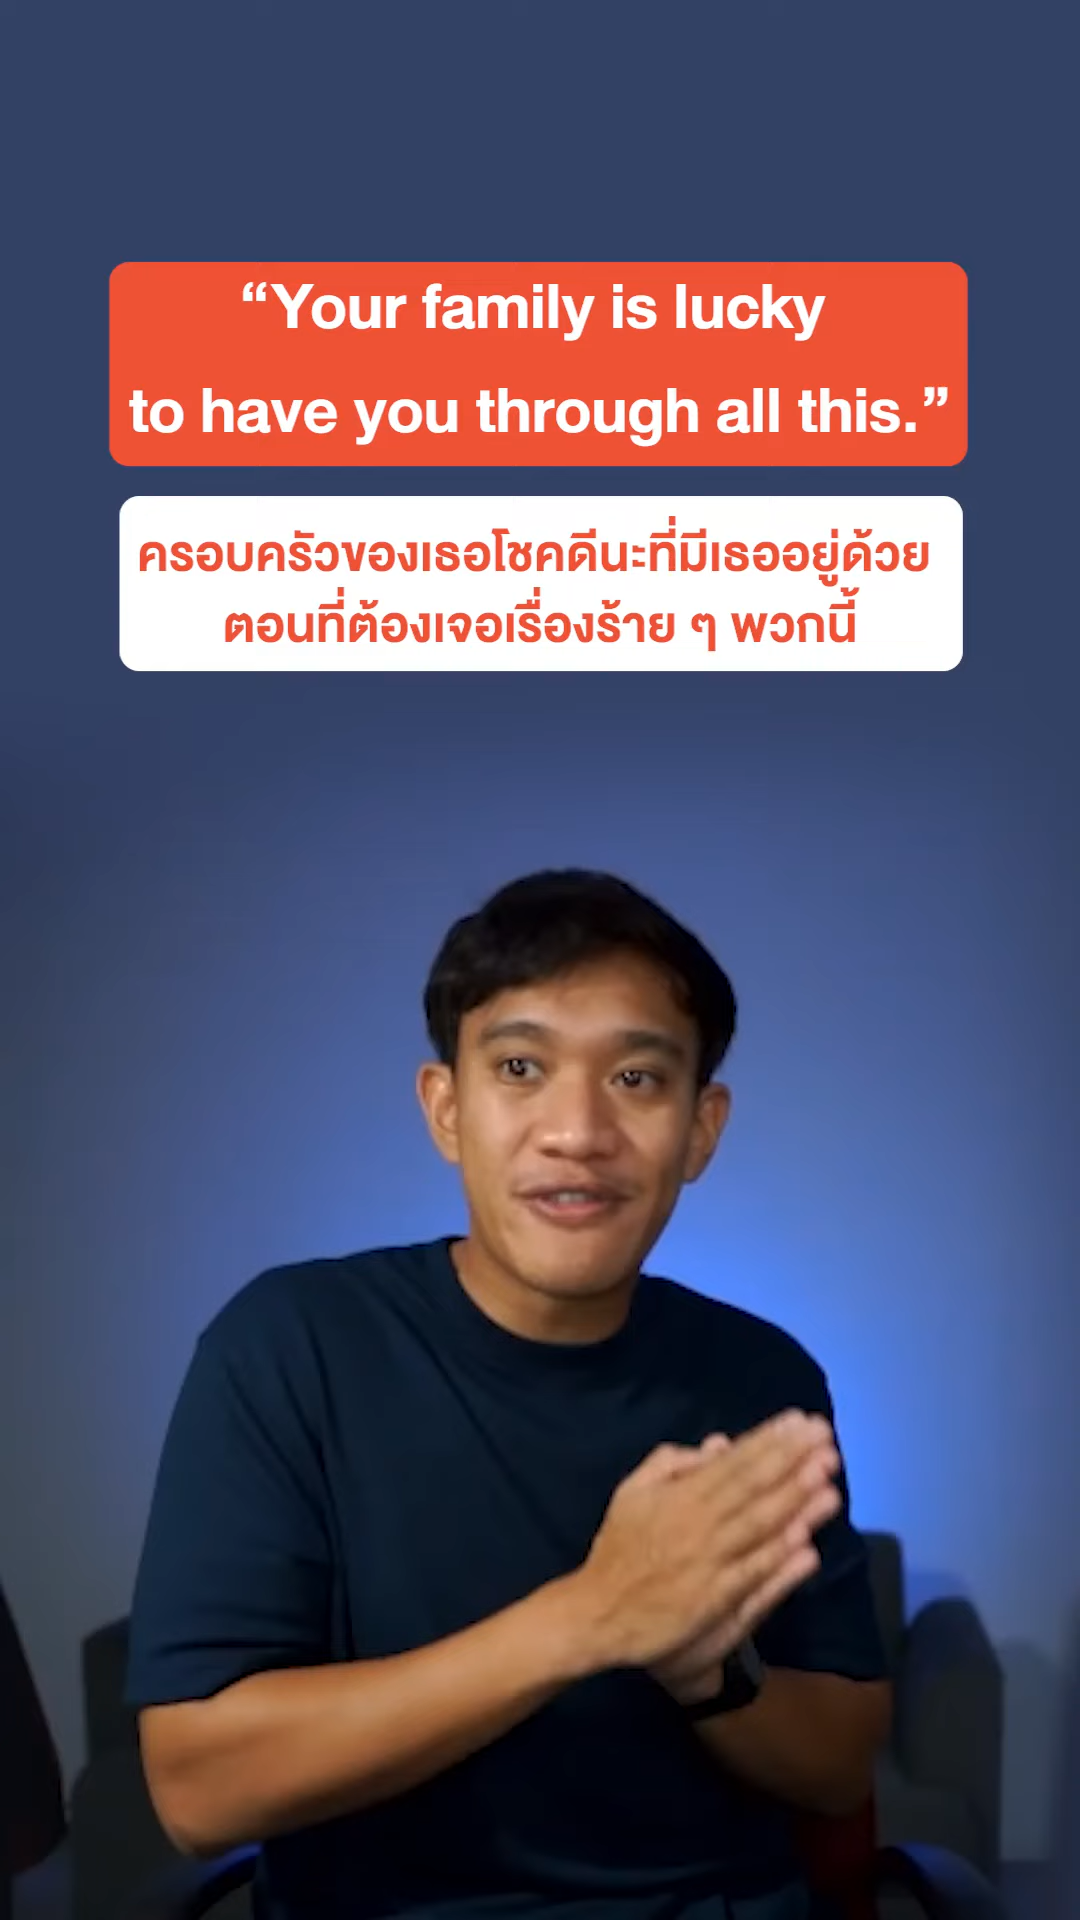 “Your family is lucky
to have you through all this.”
ครอบครัวของเธอโชคดีนะที่มีเธออยู่ด้วย
ตอนที่ต้องเจอเรื่องร้าย ๆ พวกนี้